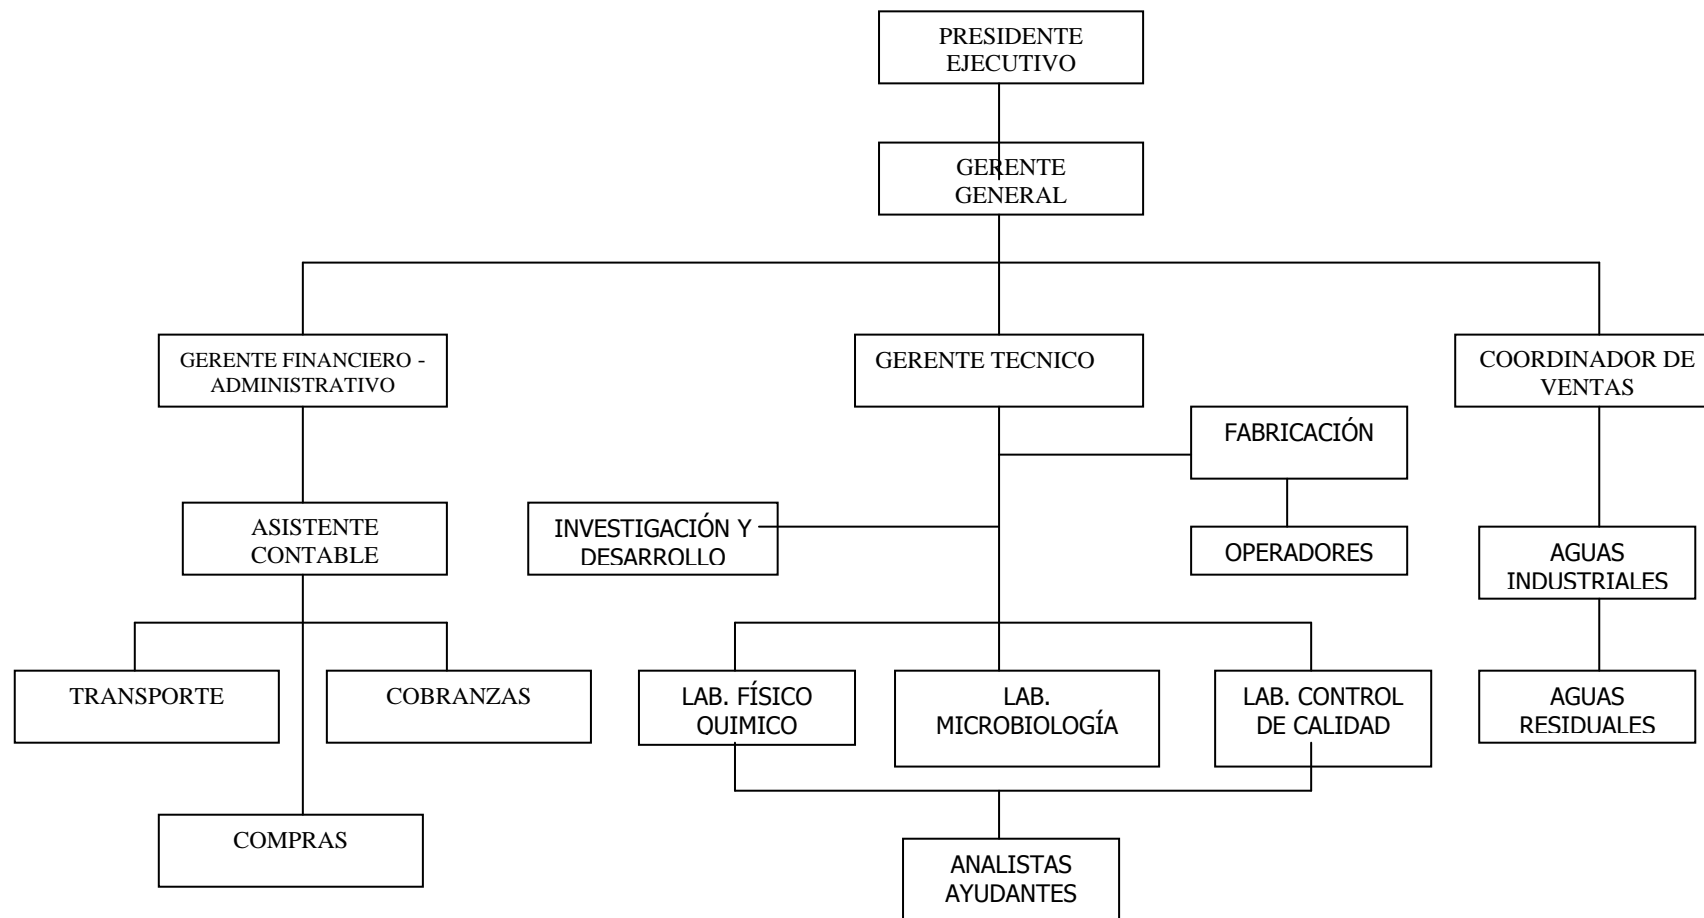 PRESIDENTE
EJECUTIVO
GERENTE
GENERAL
GERENTE FINANCIERO -
ADMINISTRATIVO
GERENTE TECNICO
COORDINADOR DE
VENTAS
FABRICACIÓN
ASISTENTE
CONTABLE
INVESTIGACIÓN Y
DESARROLLO
OPERADORES
AGUAS
INDUSTRIALES
TRANSPORTE
COBRANZAS
LAB. FÍSICO
QUIMICO
LAB.
MICROBIOLOGÍA
LAB. CONTROL
DE CALIDAD
AGUAS
RESIDUALES
COMPRAS
ANALISTAS
AYUDANTES